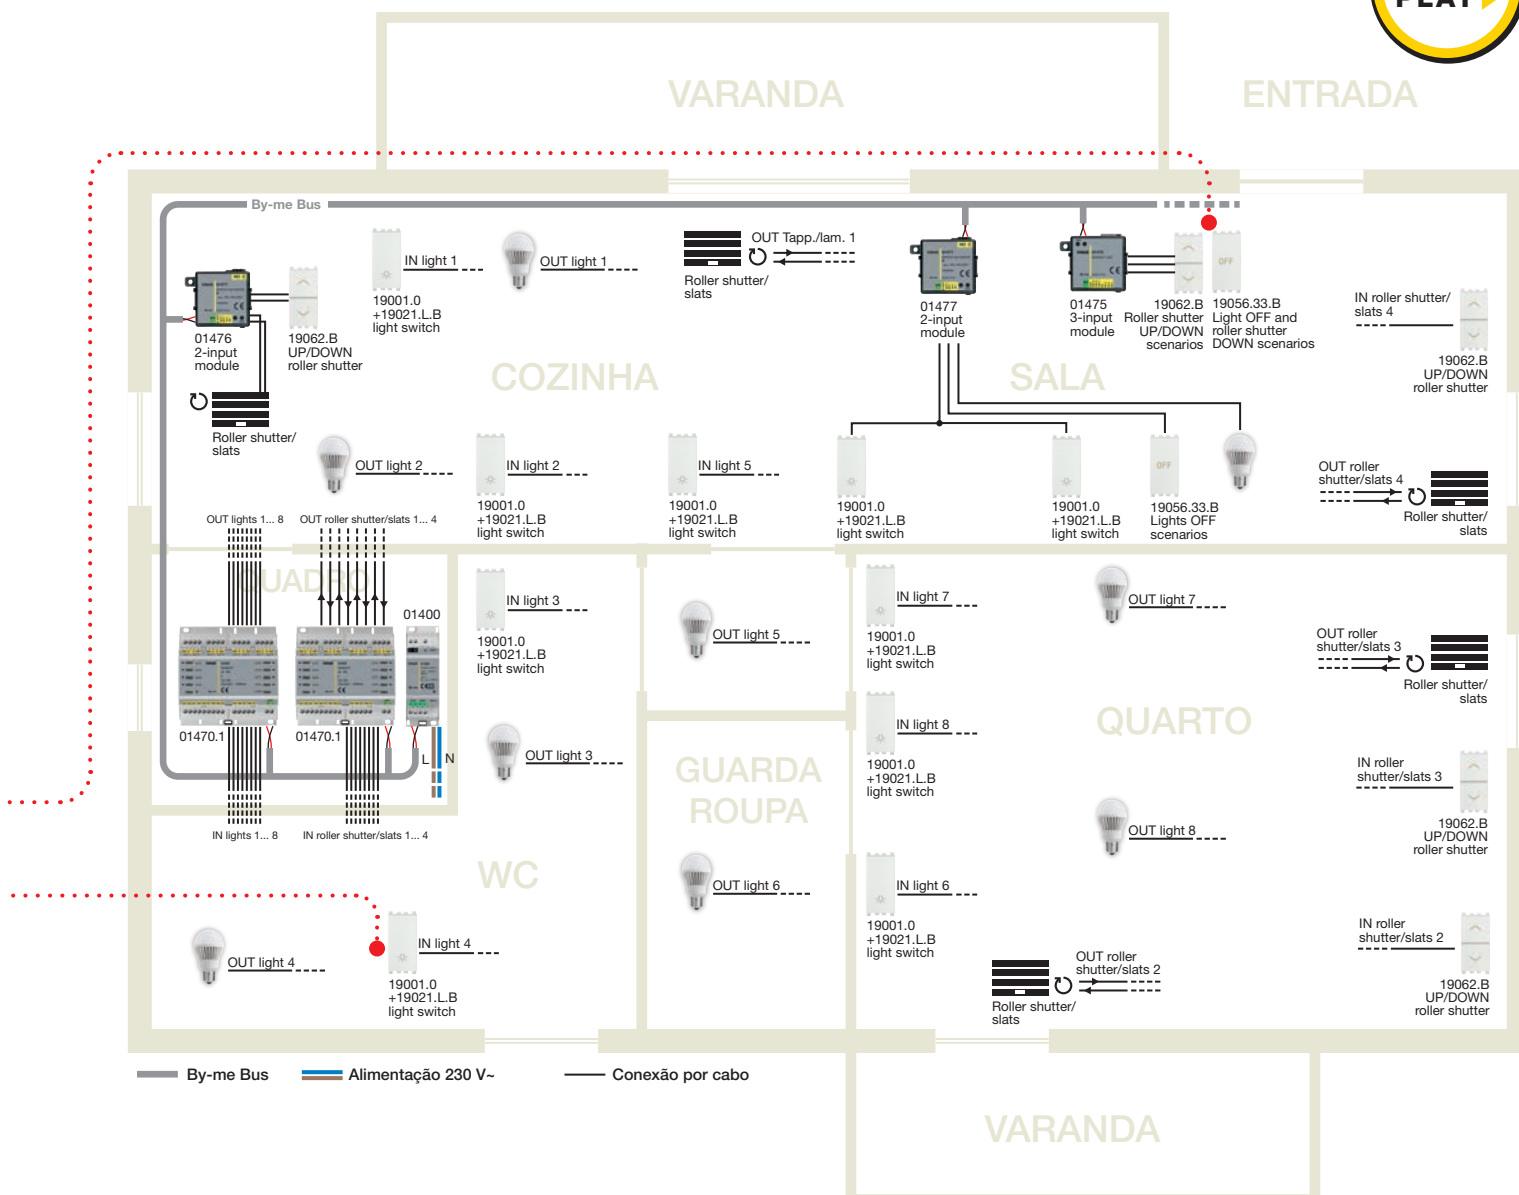 PLAY
VARANDA
ENTRADA
By-me Bus
IN light 1
19001.0
+19021.L.B
light switch
OUT light 1
OUT Tapp./lam. 1
Roller shutter/
slats
01476
2-input
module
19062.B
UP/DOWN
roller shutter
Roller shutter/
slats
01477
2-input
module
01475
3-input
module
19062.B
Roller shutter
UP/DOWN
scenarios
OFF
19056.33.B
Light OFF and
roller shutter
DOWN scenarios
IN roller shutter/
slats 4
19062.B
UP/DOWN
roller shutter
COZINHA
SALA
OUT light 2
IN light 2
19001.0
+19021.L.B
light switch
IN light 5
19001.0
+19021.L.B
light switch
19001.0
+19021.L.B
light switch
19001.0
+19021.L.B
light switch
OFF
19056.33.B
Lights OFF
scenarios
OUT roller
shutter/slats 4
Roller shutter/
slats
OUT lights 1... 8
OUT roller shutter/slats 1... 4
QUADRO
01400
01470.1
01470.1
L
N
IN lights 1... 8
IN roller shutter/slats 1... 4
IN light 3
19001.0
+19021.L.B
light switch
OUT light 3
OUT light 5
IN light 7
19001.0
+19021.L.B
light switch
OUT light 7
OUT roller
shutter/slats 3
Roller shutter/
slats
QUARTO
IN light 8
19001.0
+19021.L.B
light switch
GUARDA
ROUPA
IN roller
shutter/slats 3
19062.B
UP/DOWN
roller shutter
OUT light 8
WC
OUT light 6
IN light 6
19001.0
+19021.L.B
light switch
IN roller
shutter/slats 2
19062.B
UP/DOWN
roller shutter
OUT light 4
IN light 4
19001.0
+19021.L.B
light switch
OUT roller
shutter/slats 2
Roller shutter/
slats
By-me Bus
Alimentação 230 V~
Conexão por cabo
VARANDA